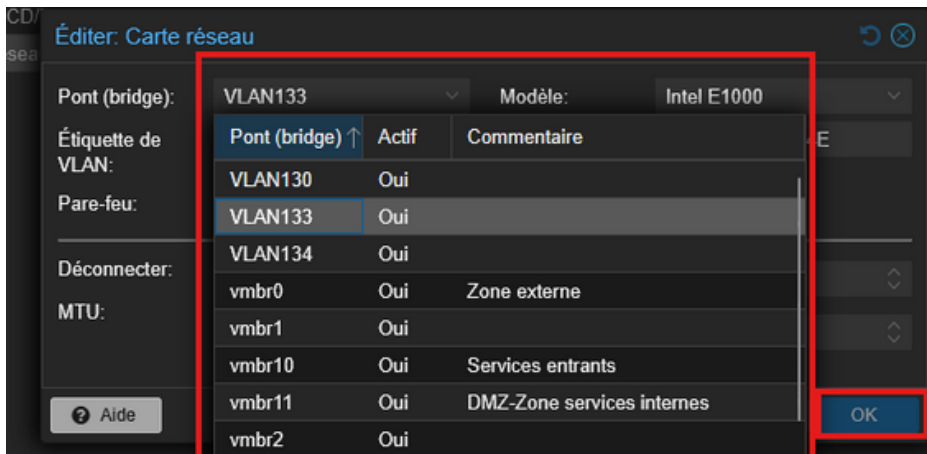 CD/
sea
Éditer: Carte réseau
Pont (bridge): VLAN133 Modèle: Intel E1000
Étiquette de VLAN:
Pont (bridge) ↑ Actif Commentaire
E
VLAN130 Oui
Pare-feu:
VLAN133 Oui
VLAN134 Oui
Déconnecter:
vmbr0 Oui Zone externe
MTU:
vmbr1 Oui
vmbr10 Oui Services entrants
vmbr11 Oui DMZ-Zone services internes
Aide OK
vmbr2 Oui